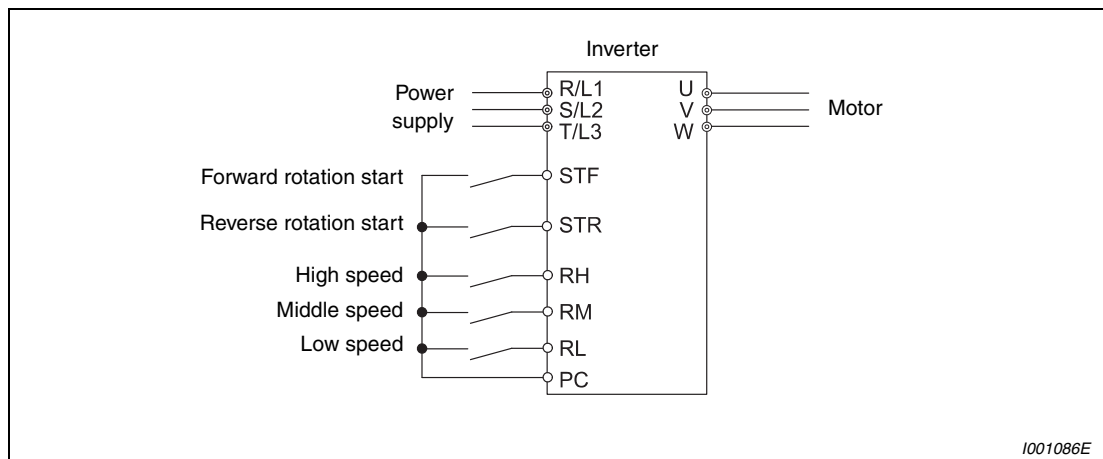 Inverter
Power supply
R/L1
S/L2
T/L3
U
V
W
Motor
Forward rotation start
STF
Reverse rotation start
STR
High speed
RH
Middle speed
RM
Low speed
RL
PC
I001086E